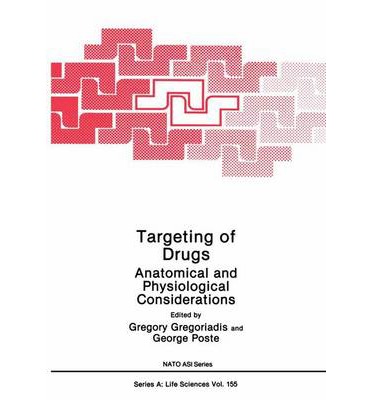 Targeting of
Drugs
Anatomical and
Physiological
Considerations
Edited by
Gregory Gregoriadis and
George Poste
NATO ASI Series
Series A: Life Sciences Vol. 155